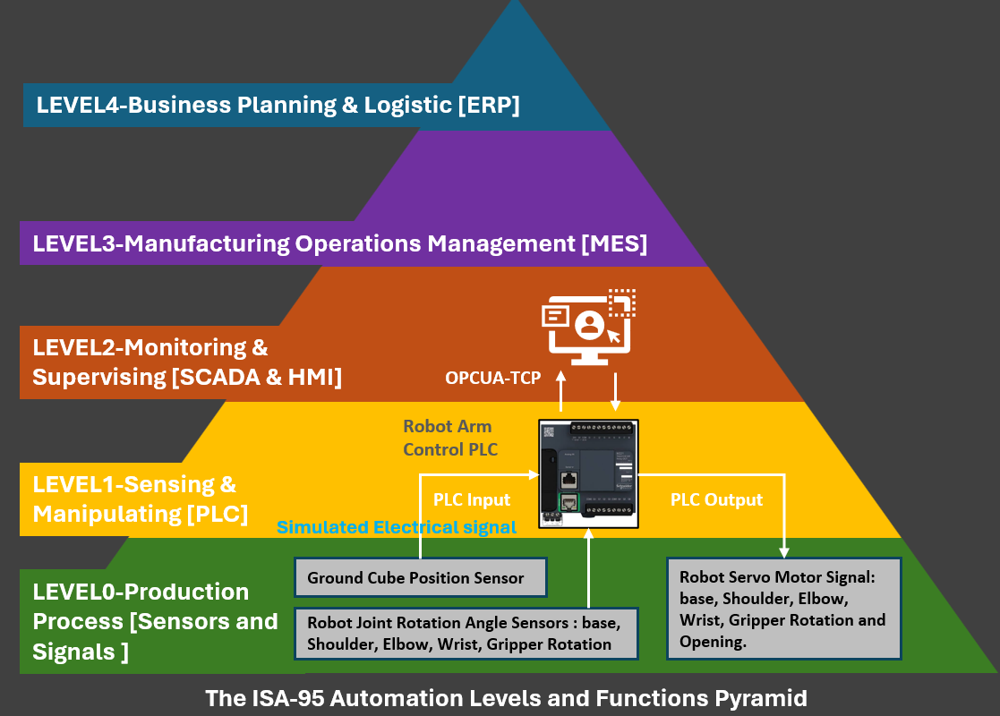 LEVEL4-Business Planning & Logistic [ERP]
LEVEL3-Manufacturing Operations Management [MES]
LEVEL2-Monitoring &
Supervising [SCADA & HMI]
OPCUA-TCP
Robot Arm
Control PLC
LEVEL1-Sensing &
Manipulating [PLC]
PLC Input
PLC Output
Simulated Electrical signal
LEVEL0-Production
Process [Sensors and
Signals ]
Ground Cube Position Sensor
Robot Joint Rotation Angle Sensors : base,
Shoulder, Elbow, Wrist, Gripper Rotation
Robot Servo Motor Signal:
base, Shoulder, Elbow,
Wrist, Gripper Rotation and
Opening.
The ISA-95 Automation Levels and Functions Pyramid